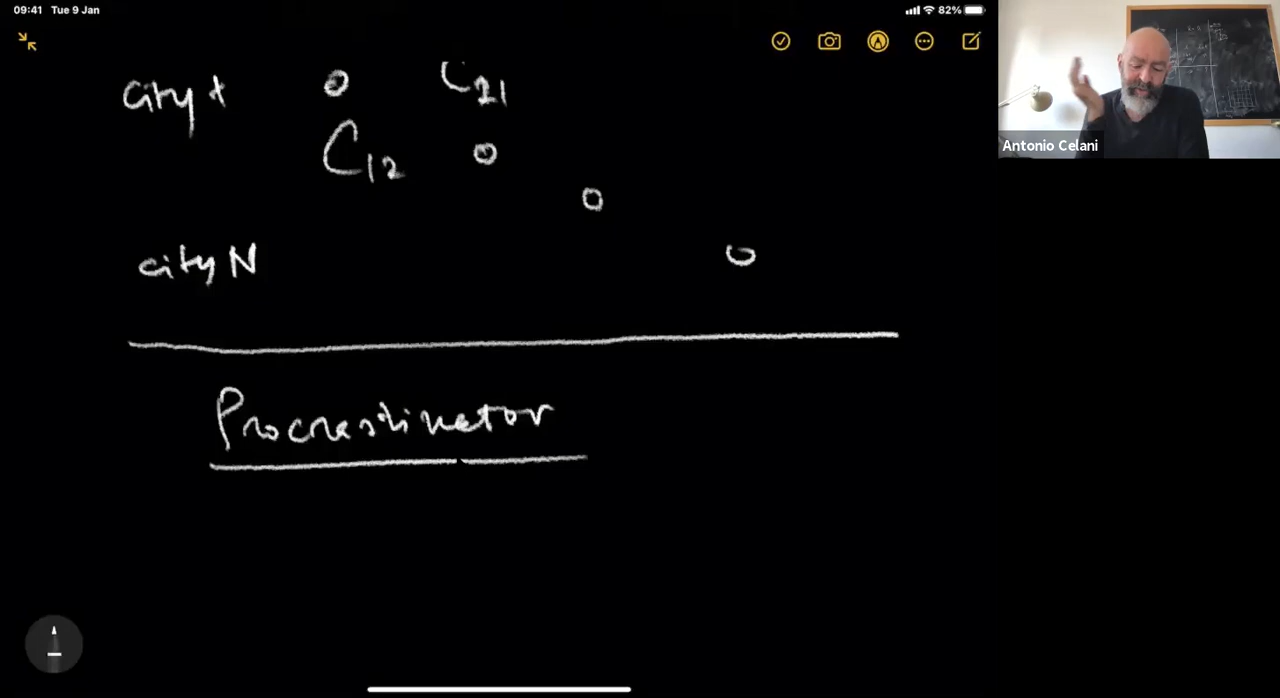 09:41 Tue 9 Jan 82%
city 1 0 C21
C12 0
0
city N 0
Procrastinator
Antonio Celani